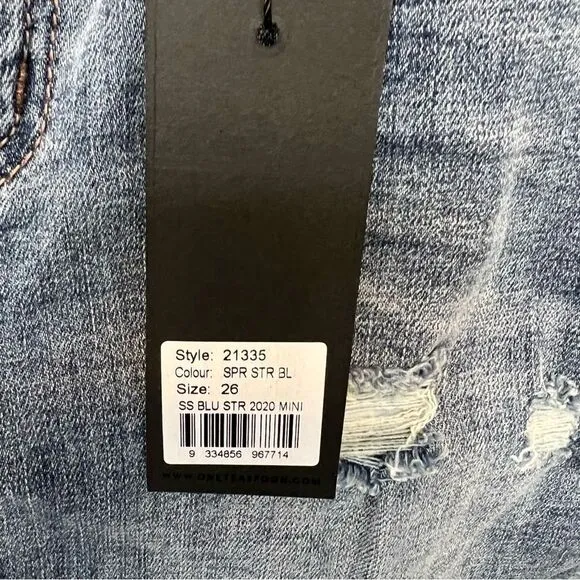 Style: 21335
Colour: SPR STR BL
Size: 26
SS BLU STR 2020 MINI
9 334856 967714